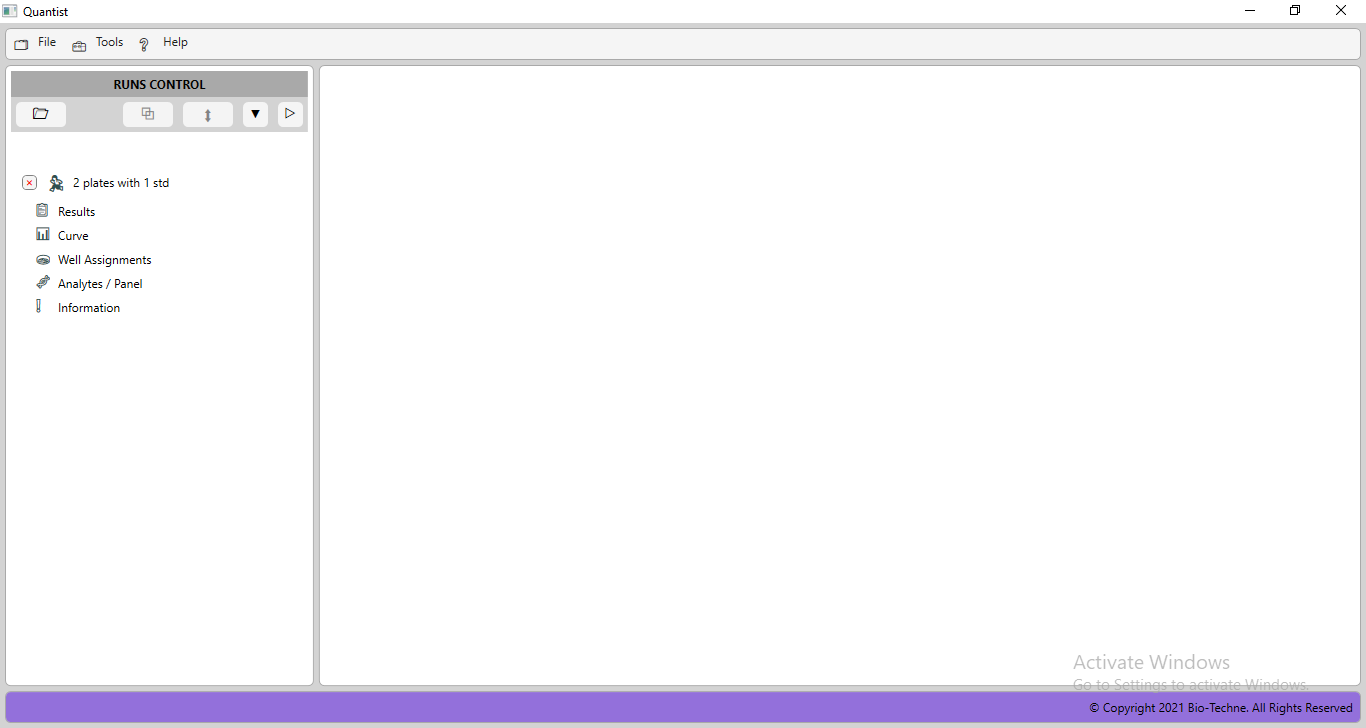 Quantist
File Tools Help
RUNS CONTROL
2 plates with 1 std
Results
Curve
Well Assignments
Analytes / Panel
Information
Activate Windows
Go to Settings to activate Windows.
© Copyright 2021 Bio-Techne. All Rights Reserved